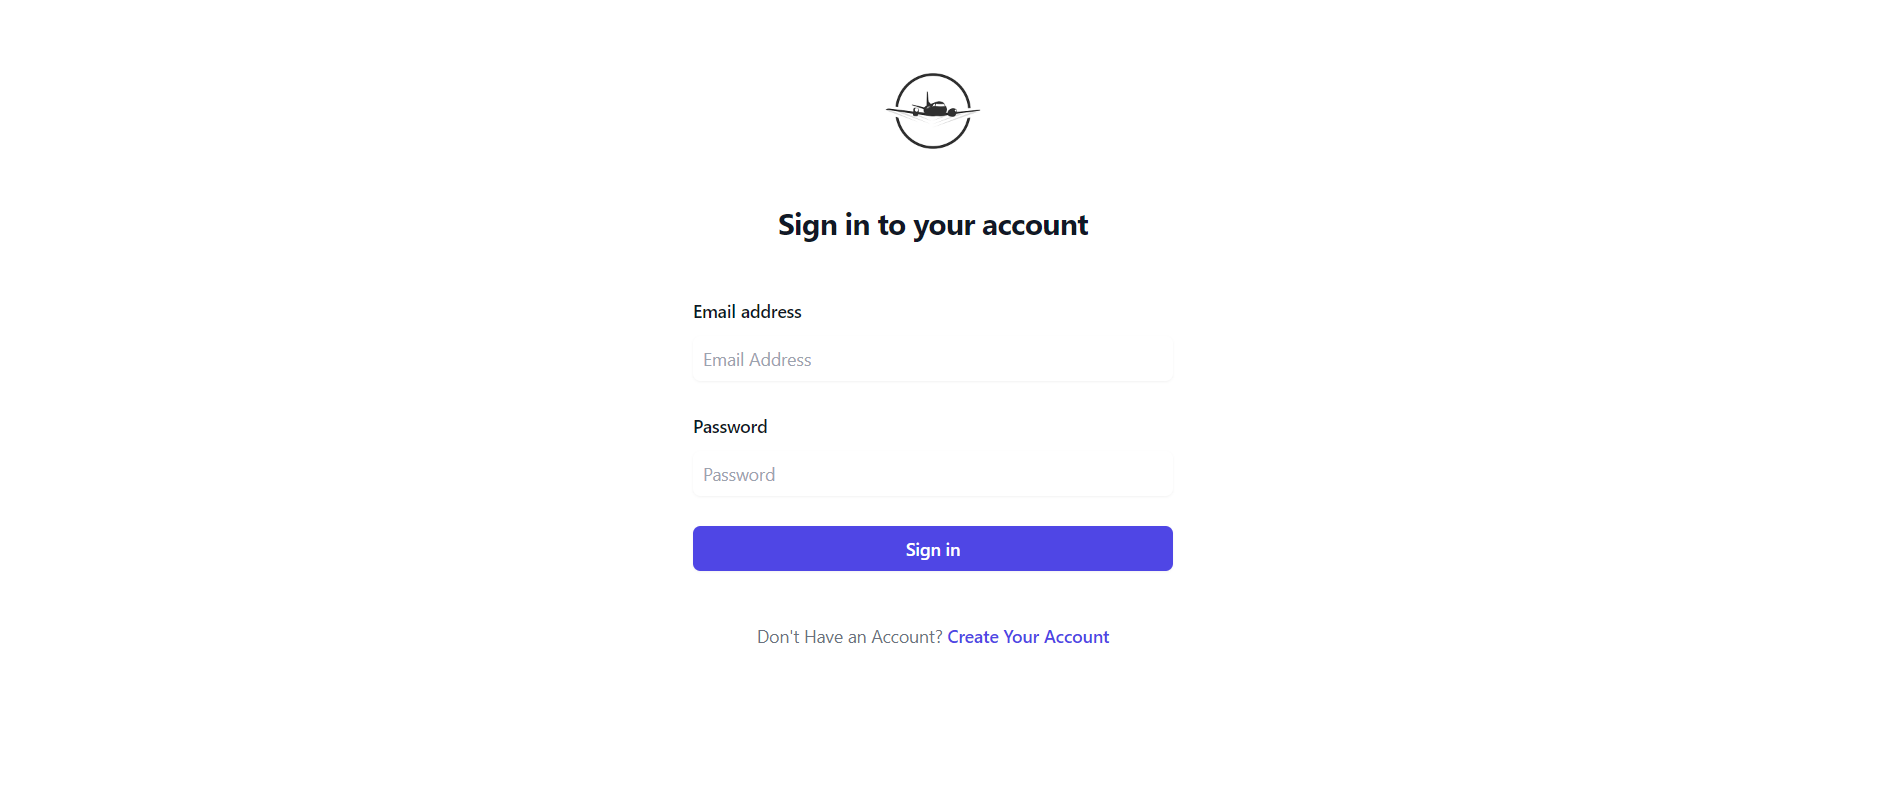 Sign in to your account
Email address
Email Address
Password
Password
Sign in
Don't Have an Account? Create Your Account